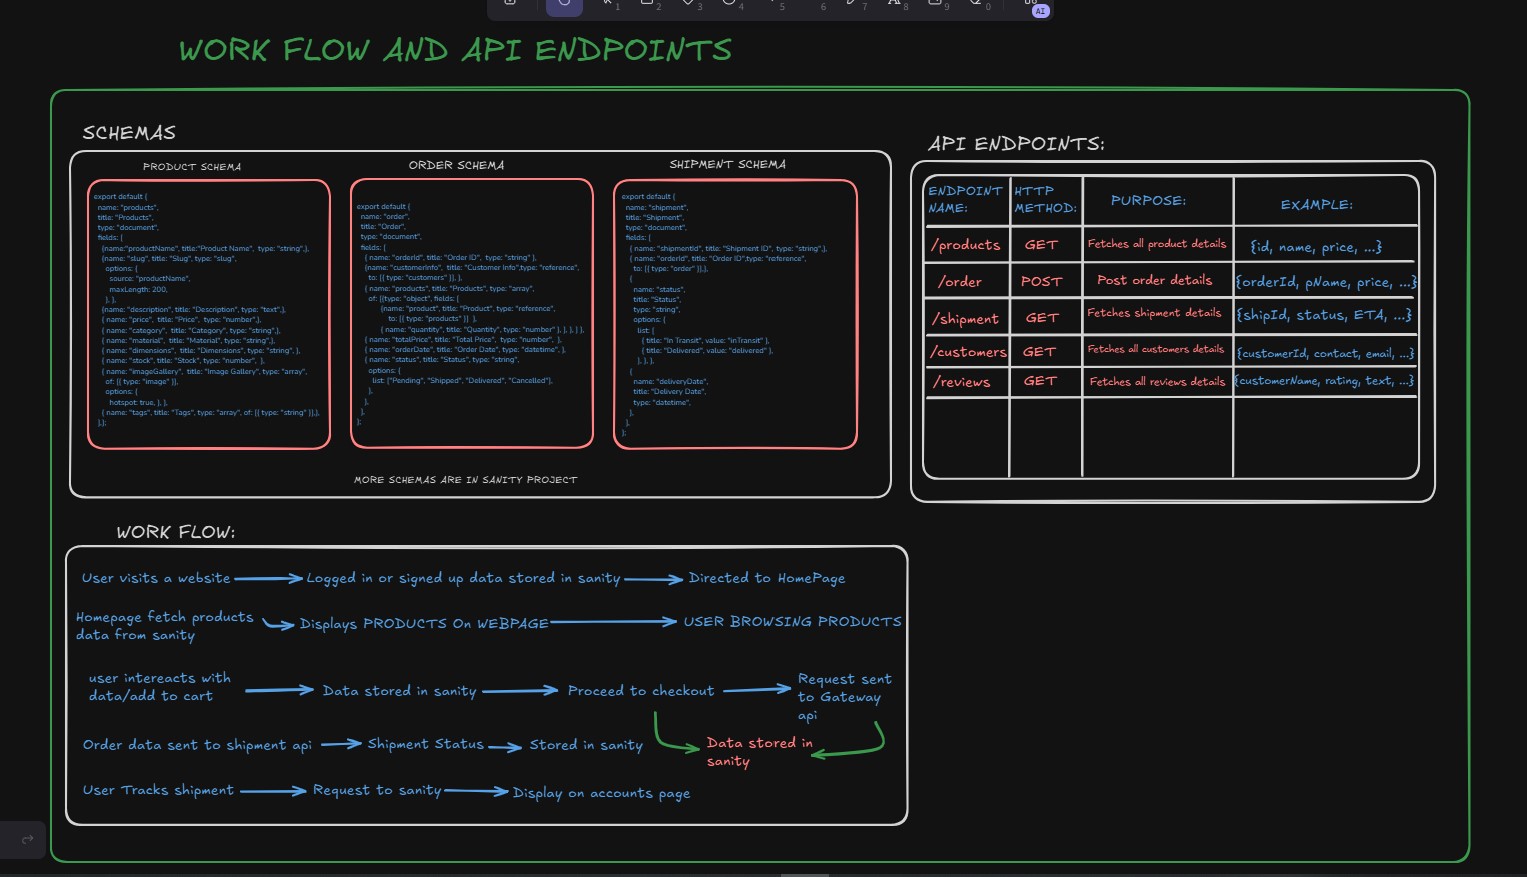 1 2 3 4 5 6 7 8 9 0 AI
WORK FLOW AND API ENDPOINTS
SCHEMAS
PRODUCT SCHEMA
export default {
name: "products",
title: "Products",
type: "document",
fields: [
{name:"productName", title:"Product Name", type: "string",},
{name: "slug", title: "Slug", type: "slug",
options: {
source: "productName",
maxLength: 200,
}, },
{name: "description", title: "Description", type: "text",},
{ name: "price", title: "Price", type: "number",},
{ name: "category", title: "Category", type: "string",},
{ name: "material", title: "Material", type: "string",},
{ name: "dimensions", title: "Dimensions", type: "string", },
{ name: "stock", title: "Stock", type: "number", },
{ name: "imageGallery", title: "Image Gallery", type: "array",
of: [{ type: "image" }],
options: {
hotspot: true, }, },
{ name: "tags", title: "Tags", type: "array", of: [{ type: "string" }],},
],};
ORDER SCHEMA
export default {
name: "order",
title: "Order",
type: "document",
fields: [
{ name: "orderId", title: "Order ID", type: "string" },
{name: "customerInfo", title: "Customer Info",type: "reference",
to: [{ type: "customers" }], },
{ name: "products", title: "Products", type: "array",
of: [{type: "object", fields: [
{name: "product", title: "Product", type: "reference",
to: [{ type: "products" }] },
{ name: "quantity", title: "Quantity", type: "number" }, ], }, ], },
{ name: "totalPrice", title: "Total Price", type: "number", },
{ name: "orderDate", title: "Order Date", type: "datetime", },
{ name: "status", title: "Status", type: "string",
options: {
list: ["Pending", "Shipped", "Delivered", "Cancelled"],
},
},
],
};
SHIPMENT SCHEMA
export default {
name: "shipment",
title: "Shipment",
type: "document",
fields: [
{ name: "shipmentId", title: "Shipment ID", type: "string",},
{ name: "orderId", title: "Order ID",type: "reference",
to: [{ type: "order" }],},
{
name: "status",
title: "Status",
type: "string",
options: {
list: [
{ title: "In Transit", value: "inTransit" },
{ title: "Delivered", value: "delivered" },
], }, },
{
name: "deliveryDate",
title: "Delivery Date",
type: "datetime",
},
],
};
MORE SCHEMAS ARE IN SANITY PROJECT
API ENDPOINTS:
ENDPOINT NAME: HTTP METHOD: PURPOSE: EXAMPLE:
/products GET Fetches all product details {id, name, price, ...}
/order POST Post order details {orderId, pName, price, ...}
/shipment GET Fetches shipment details {shipId, status, ETA, ...}
/customers GET Fetches all customers details {customerId, contact, email, ...}
/reviews GET Fetches all reviews details {customerName, rating, text, ...}
WORK FLOW:
User visits a website Logged in or signed up data stored in sanity Directed to HomePage
Homepage fetch products
data from sanity
Displays PRODUCTS On WEBPAGE USER BROWSING PRODUCTS
user intereacts with
data/add to cart
Data stored in sanity Proceed to checkout
Request sent
to Gateway
api
Order data sent to shipment api Shipment Status Stored in sanity
Data stored in
sanity
User Tracks shipment Request to sanity Display on accounts page